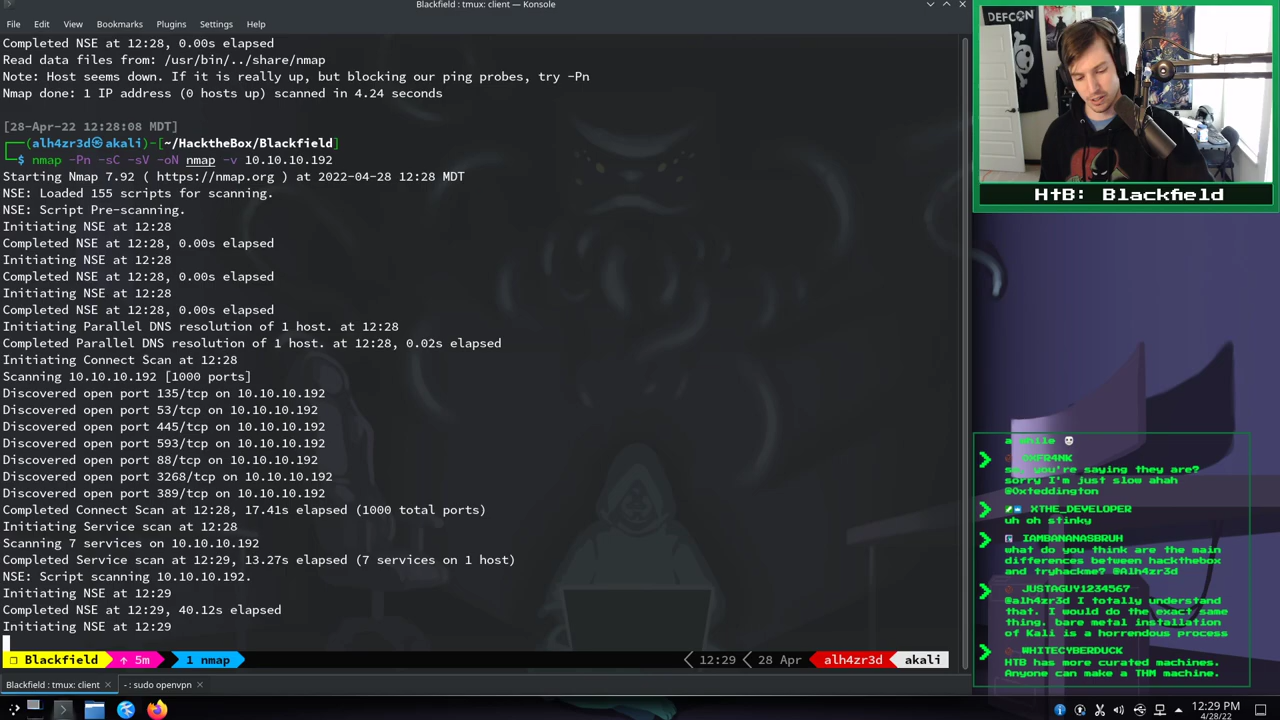 Blackfield : tmux: client — Konsole
File Edit View Bookmarks Plugins Settings Help
Completed NSE at 12:28, 0.00s elapsed
Read data files from: /usr/bin/../share/nmap
Note: Host seems down. If it is really up, but blocking our ping probes, try -Pn
Nmap done: 1 IP address (0 hosts up) scanned in 4.24 seconds
[28-Apr-22 12:28:08 MDT]
(alh4zr3d㉿akali)-[~/HacktheBox/Blackfield]
$ nmap -Pn -sC -sV -oN nmap -v 10.10.10.192
Starting Nmap 7.92 ( https://nmap.org ) at 2022-04-28 12:28 MDT
NSE: Loaded 155 scripts for scanning.
NSE: Script Pre-scanning.
Initiating NSE at 12:28
Completed NSE at 12:28, 0.00s elapsed
Initiating NSE at 12:28
Completed NSE at 12:28, 0.00s elapsed
Initiating NSE at 12:28
Completed NSE at 12:28, 0.00s elapsed
Initiating Parallel DNS resolution of 1 host. at 12:28
Completed Parallel DNS resolution of 1 host. at 12:28, 0.02s elapsed
Initiating Connect Scan at 12:28
Scanning 10.10.10.192 [1000 ports]
Discovered open port 135/tcp on 10.10.10.192
Discovered open port 53/tcp on 10.10.10.192
Discovered open port 445/tcp on 10.10.10.192
Discovered open port 593/tcp on 10.10.10.192
Discovered open port 88/tcp on 10.10.10.192
Discovered open port 3268/tcp on 10.10.10.192
Discovered open port 389/tcp on 10.10.10.192
Completed Connect Scan at 12:28, 17.41s elapsed (1000 total ports)
Initiating Service scan at 12:28
Scanning 7 services on 10.10.10.192
Completed Service scan at 12:29, 13.27s elapsed (7 services on 1 host)
NSE: Script scanning 10.10.10.192.
Initiating NSE at 12:29
Completed NSE at 12:29, 40.12s elapsed
Initiating NSE at 12:29
Blackfield ↑ 5m 1 nmap 12:29 28 Apr alh4zr3d akali
Blackfield : tmux: client - : sudo openvpn
DEFCON
HtB: Blackfield
a while
0XFR4NK
you're saying they are?
sorry I'm just slow ahah
@0xteddington
XTHE_DEVELOPER
uh oh stinky
IAMBANANASBRUH
what do you think are the main
differences between hackthebox
and tryhackme? @Alh4zr3d
JUSTAGUY1234567
@alh4zr3d I totally understand
that. I would do the exact same
thing. bare metal installation
of Kali is a horrendous process
WHITECYBERDUCK
HTB has more curated machines.
Anyone can make a THM machine.
12:29 PM
4/28/22